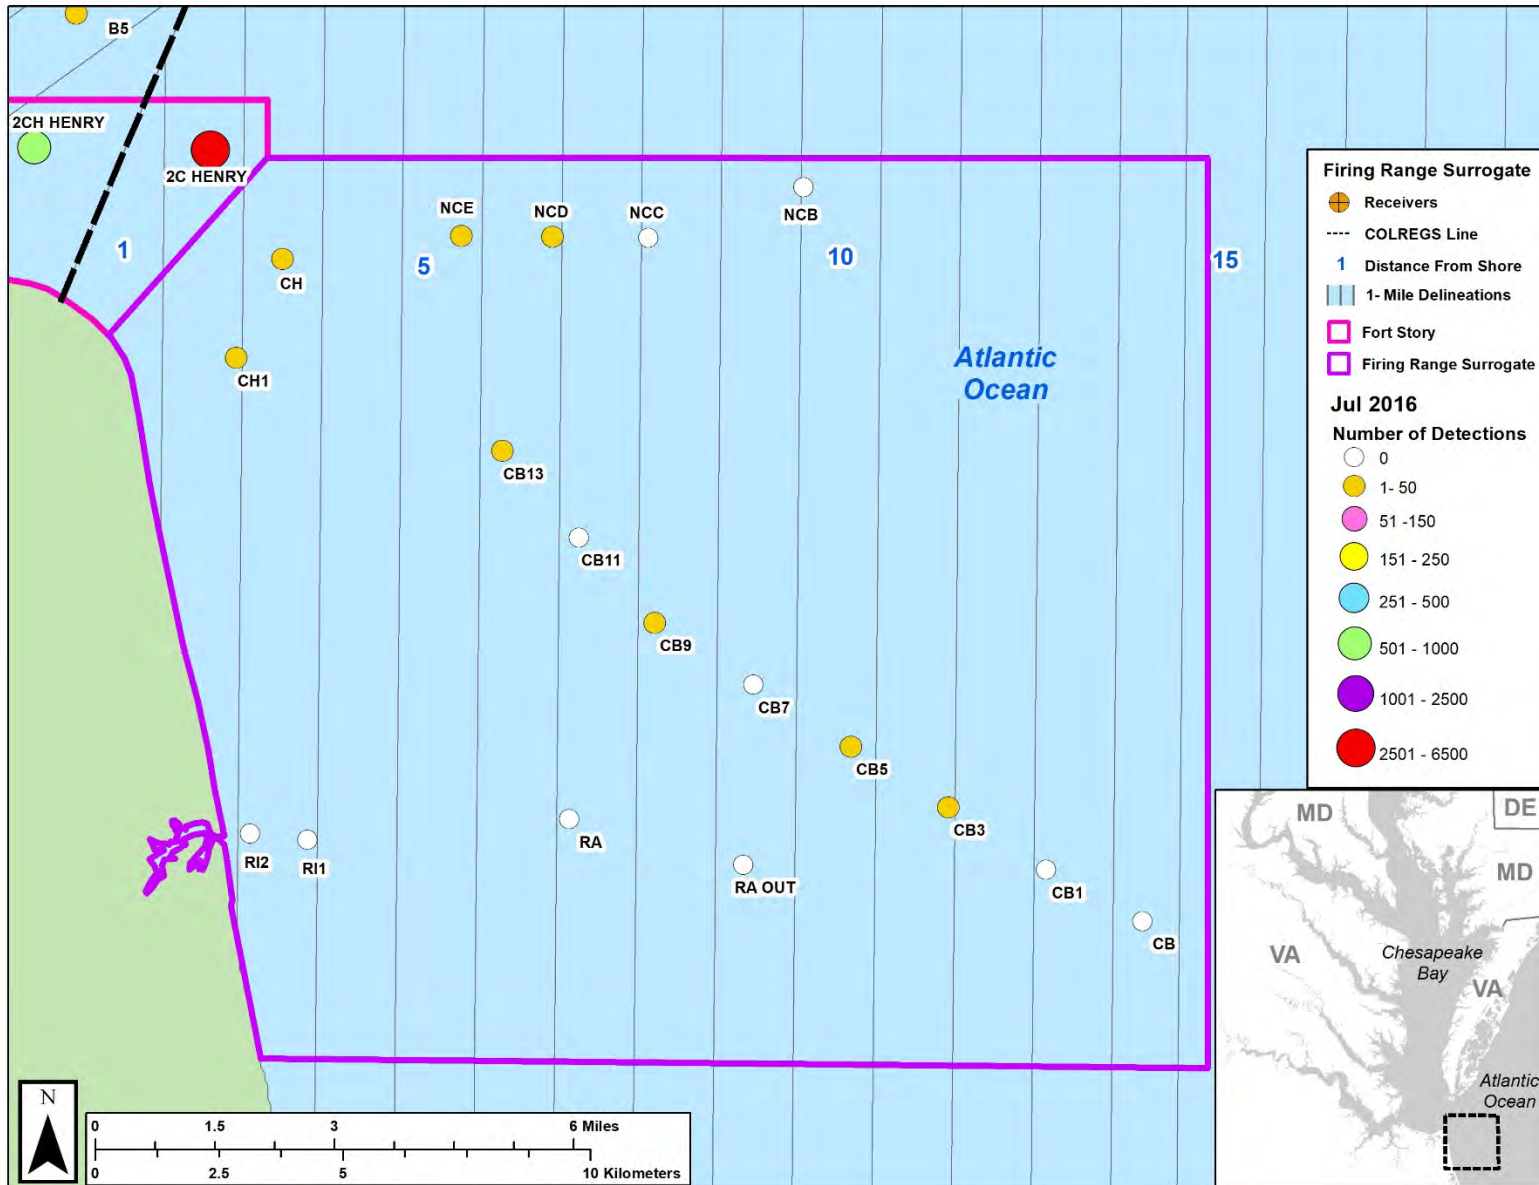 B5
2CH HENRY
2C HENRY
1
NCE
NCD
NCC
NCB
CH
5
10
15
CH1
Atlantic
Ocean
CB13
CB11
CB9
CB7
CB5
CB3
RI2
RI1
RA
RA OUT
CB1
CB
Firing Range Surrogate
Receivers
COLREGS Line
1 Distance From Shore
1- Mile Delineations
Fort Story
Firing Range Surrogate
Jul 2016
Number of Detections
0
1- 50
51 -150
151 - 250
251 - 500
501 - 1000
1001 - 2500
2501 - 6500
MD
DE
MD
VA
Chesapeake
Bay
VA
Atlantic
Ocean
N
0 1.5 3 6 Miles
0 2.5 5 10 Kilometers